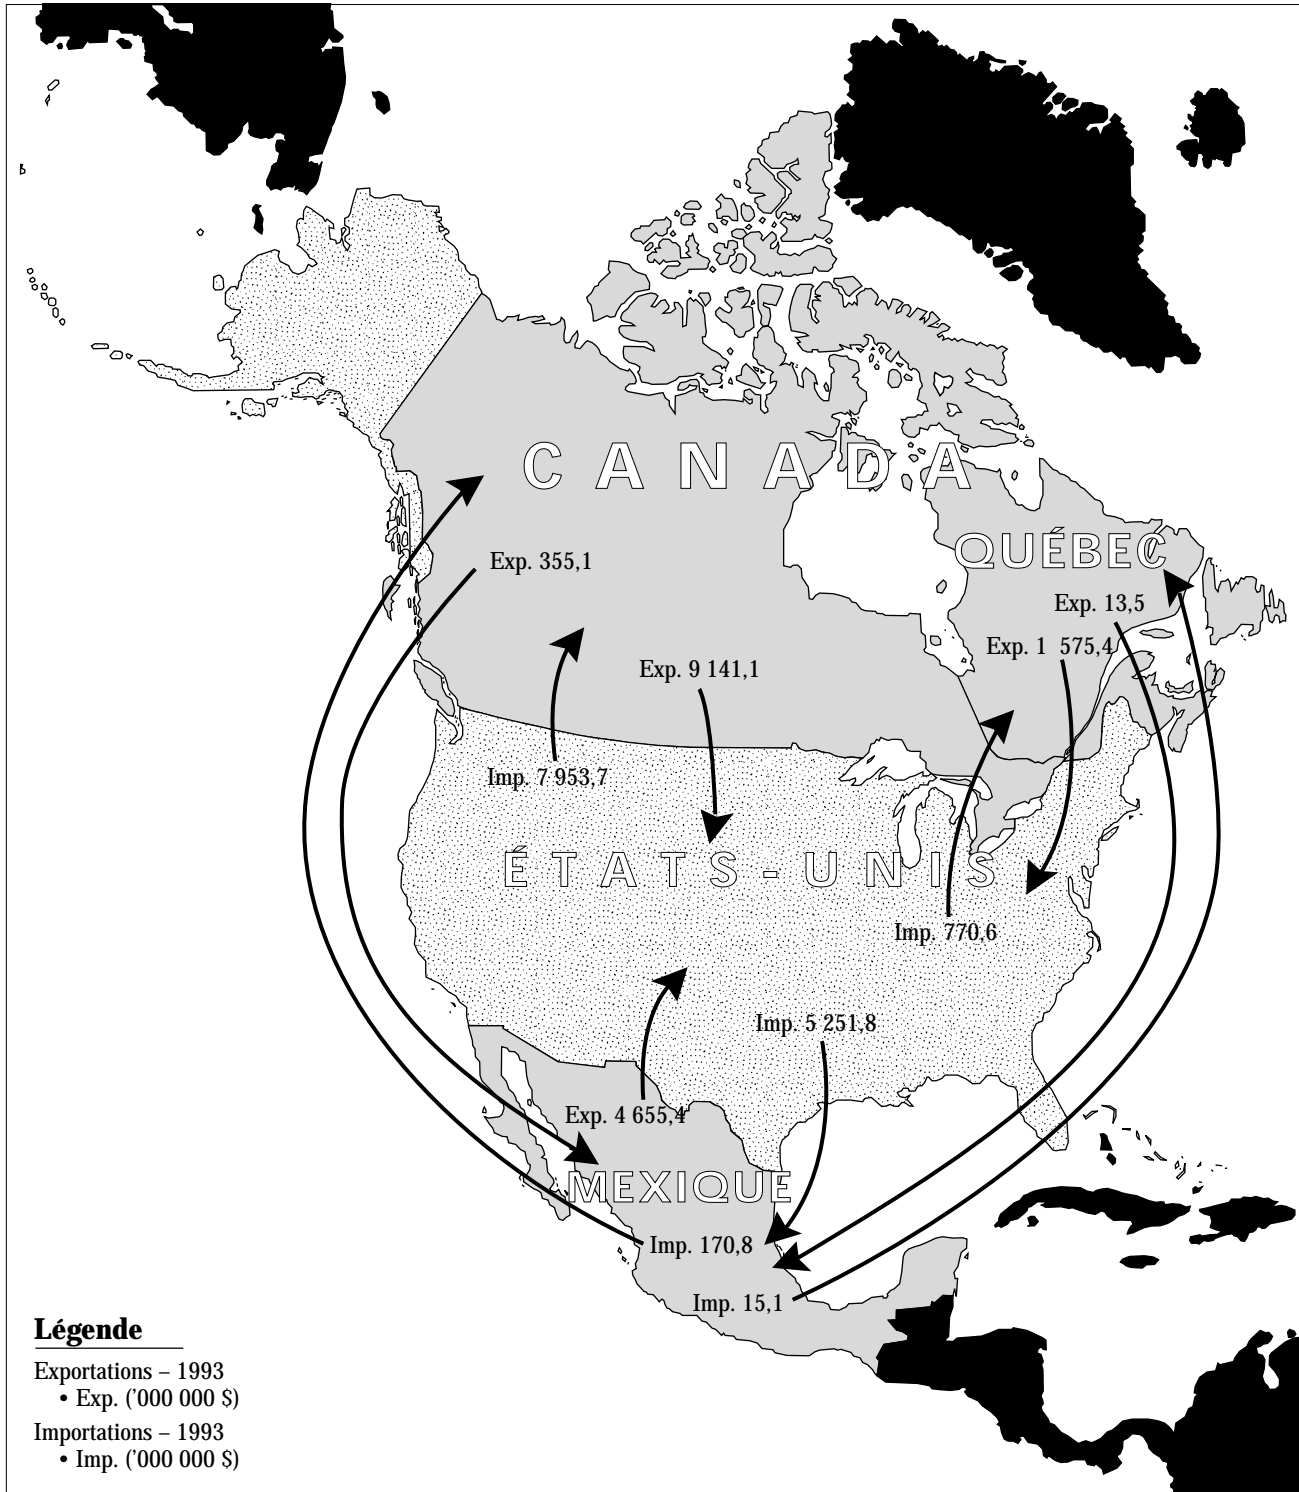 CANADA
QUÉBEC
Exp. 355,1
Exp. 13,5
Exp. 1 575,4
Exp. 9 141,1
Imp. 7 953,7
ÉTATS-UNIS
Imp. 770,6
Imp. 5 251,8
Exp. 4 655,4
MEXIQUE
Imp. 170,8
Imp. 15,1
Légende
Exportations – 1993
• Exp. ('000 000 $)
Importations – 1993
• Imp. ('000 000 $)